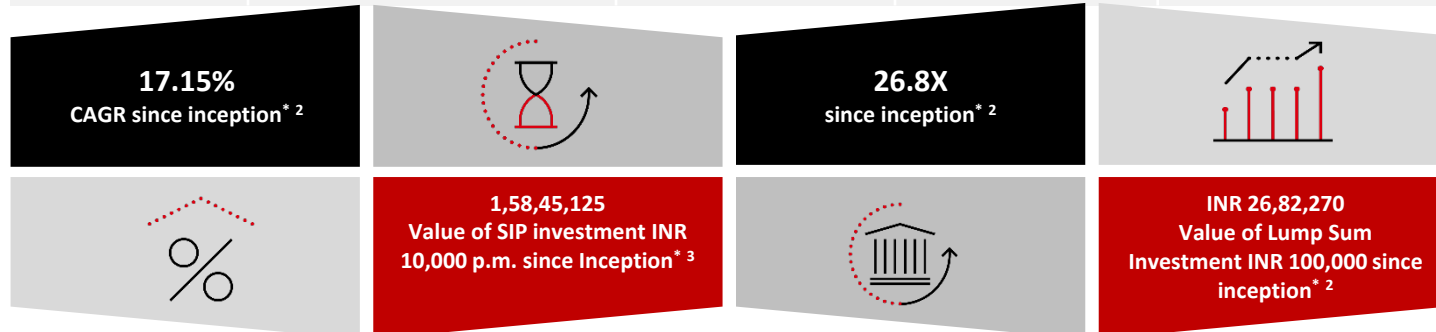 17.15%
CAGR since inception* 2
26.8X
since inception* 2
1,58,45,125
Value of SIP investment INR
10,000 p.m. since Inception* 3
INR 26,82,270
Value of Lump Sum
Investment INR 100,000 since
inception* 2